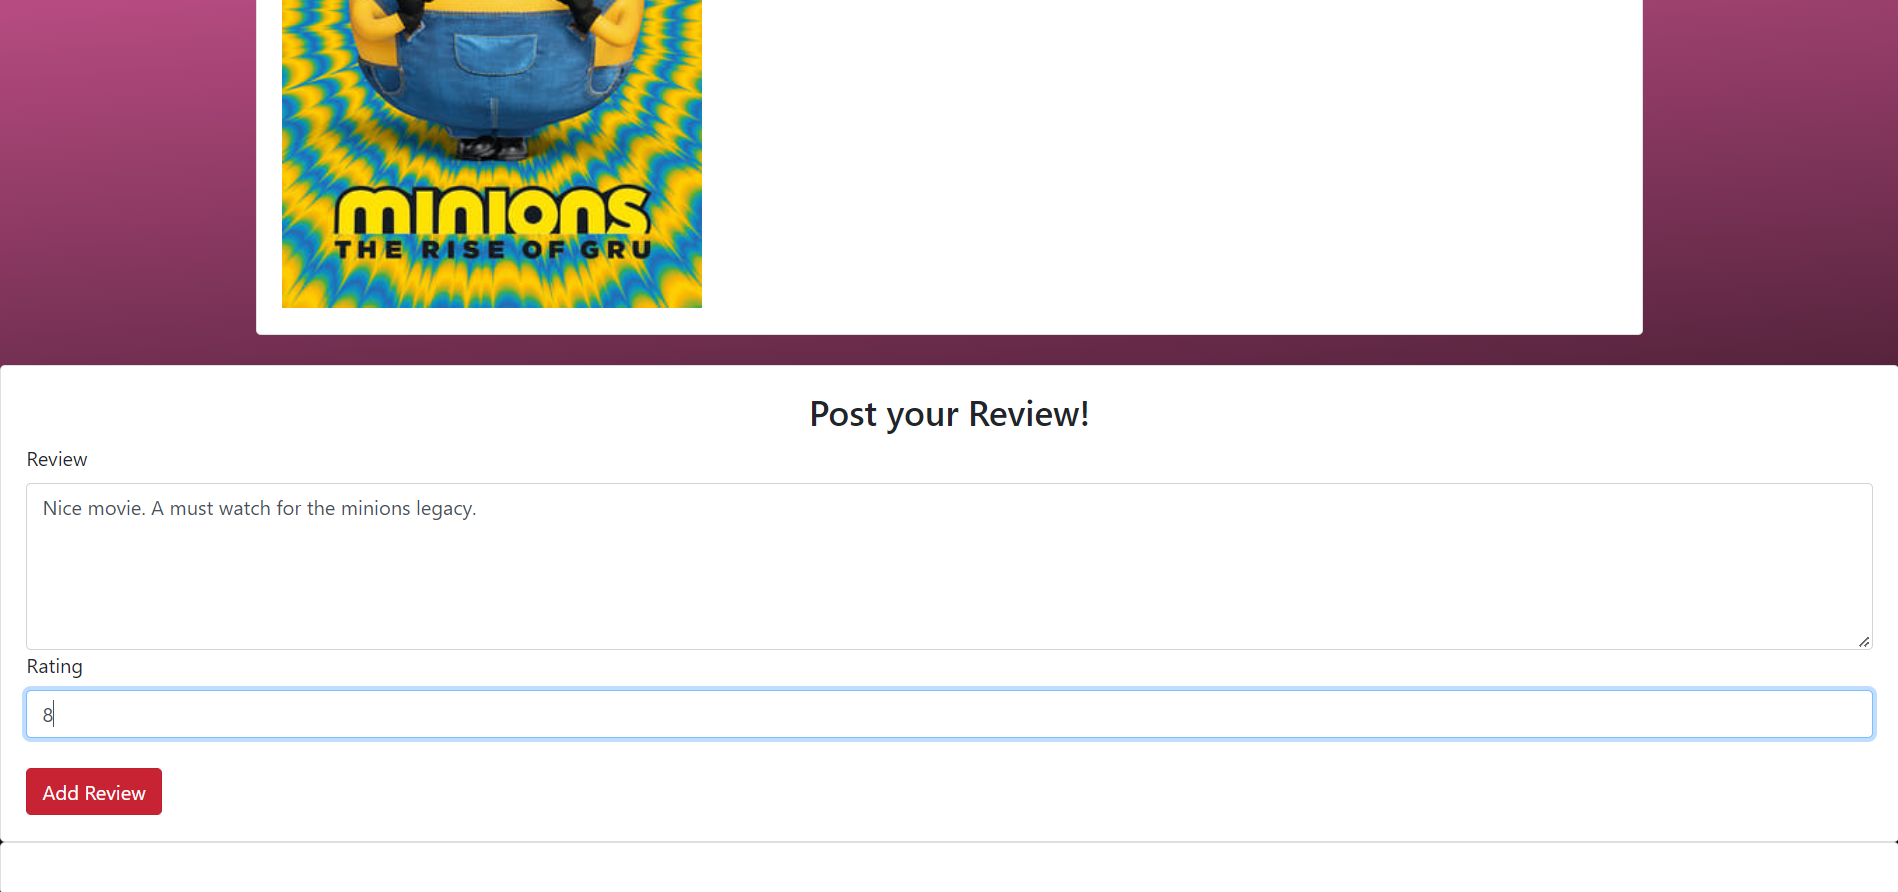 minions
THE RISE OF GRU
Post your Review!
Review
Nice movie. A must watch for the minions legacy.
Rating
8
Add Review